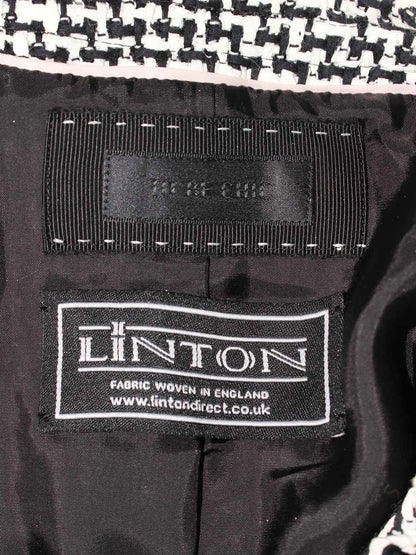 TO BE CHIC
LINTON
FABRIC WOVEN IN ENGLAND
www.lintondirect.co.uk